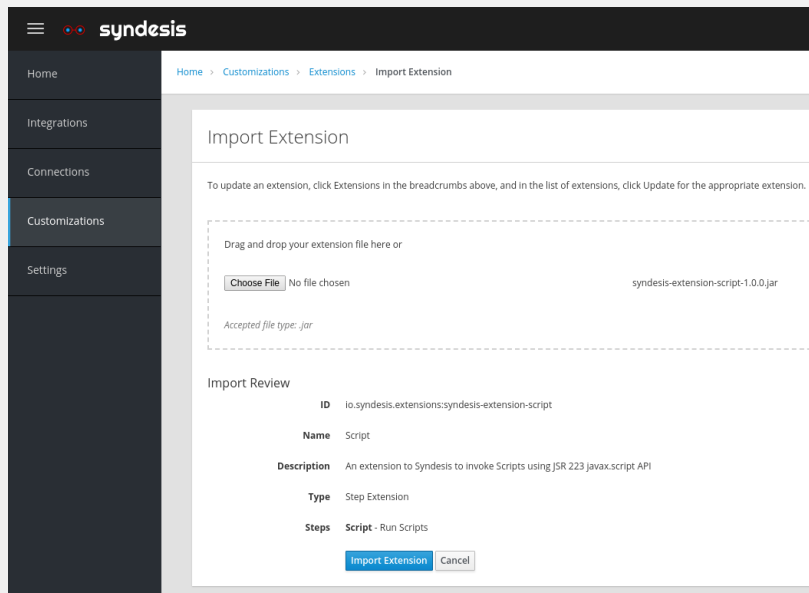 syndesis
Home
Integrations
Connections
Customizations
Settings
Home > Customizations > Extensions > Import Extension
Import Extension
To update an extension, click Extensions in the breadcrumbs above, and in the list of extensions, click Update for the appropriate extension.
Drag and drop your extension file here or
Choose File No file chosen syndesis-extension-script-1.0.0.jar
Accepted file type: .jar
Import Review
ID io.syndesis.extensions:syndesis-extension-script
Name Script
Description An extension to Syndesis to invoke Scripts using JSR 223 javax.script API
Type Step Extension
Steps Script - Run Scripts
Import Extension Cancel